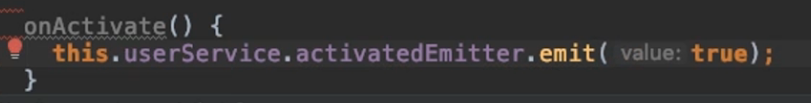 onActivate() {
this.userService.activatedEmitter.emit( value: true);
}